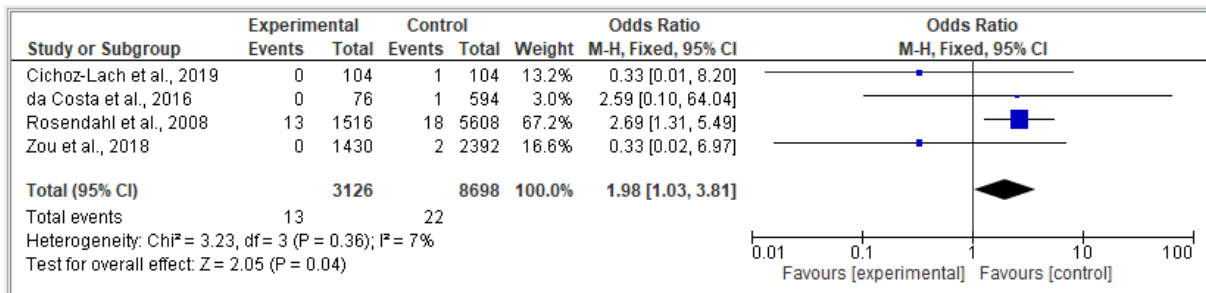 Experimental Control Odds Ratio Odds Ratio
Study or Subgroup Events Total Events Total Weight M-H, Fixed, 95% CI M-H, Fixed, 95% CI
Cichoz-Lach et al., 2019 0 104 1 104 13.2% 0.33 [0.01, 8.20]
da Costa et al., 2016 0 76 1 594 3.0% 2.59 [0.10, 64.04]
Rosendahl et al., 2008 13 1516 18 5608 67.2% 2.69 [1.31, 5.49]
Zou et al., 2018 0 1430 2 2392 16.6% 0.33 [0.02, 6.97]
Total (95% CI) 3126 8698 100.0% 1.98 [1.03, 3.81]
Total events 13 22
Heterogeneity: Chi² = 3.23, df = 3 (P = 0.36); I² = 7%
Test for overall effect: Z = 2.05 (P = 0.04)
0.01 0.1 1 10 100
Favours [experimental] Favours [control]